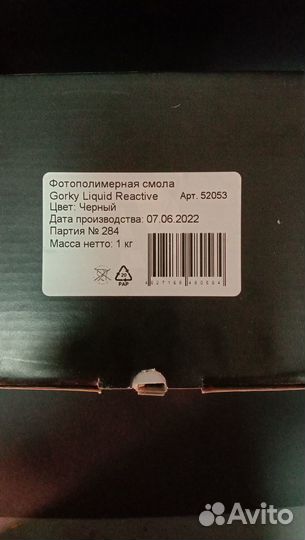 Фотополимерная смола
Gorky Liquid Reactive Арт. 52053
Цвет: Черный
Дата производства: 07.06.2022
Партия № 284
Масса нетто: 1 кг
20
PAP
Avito